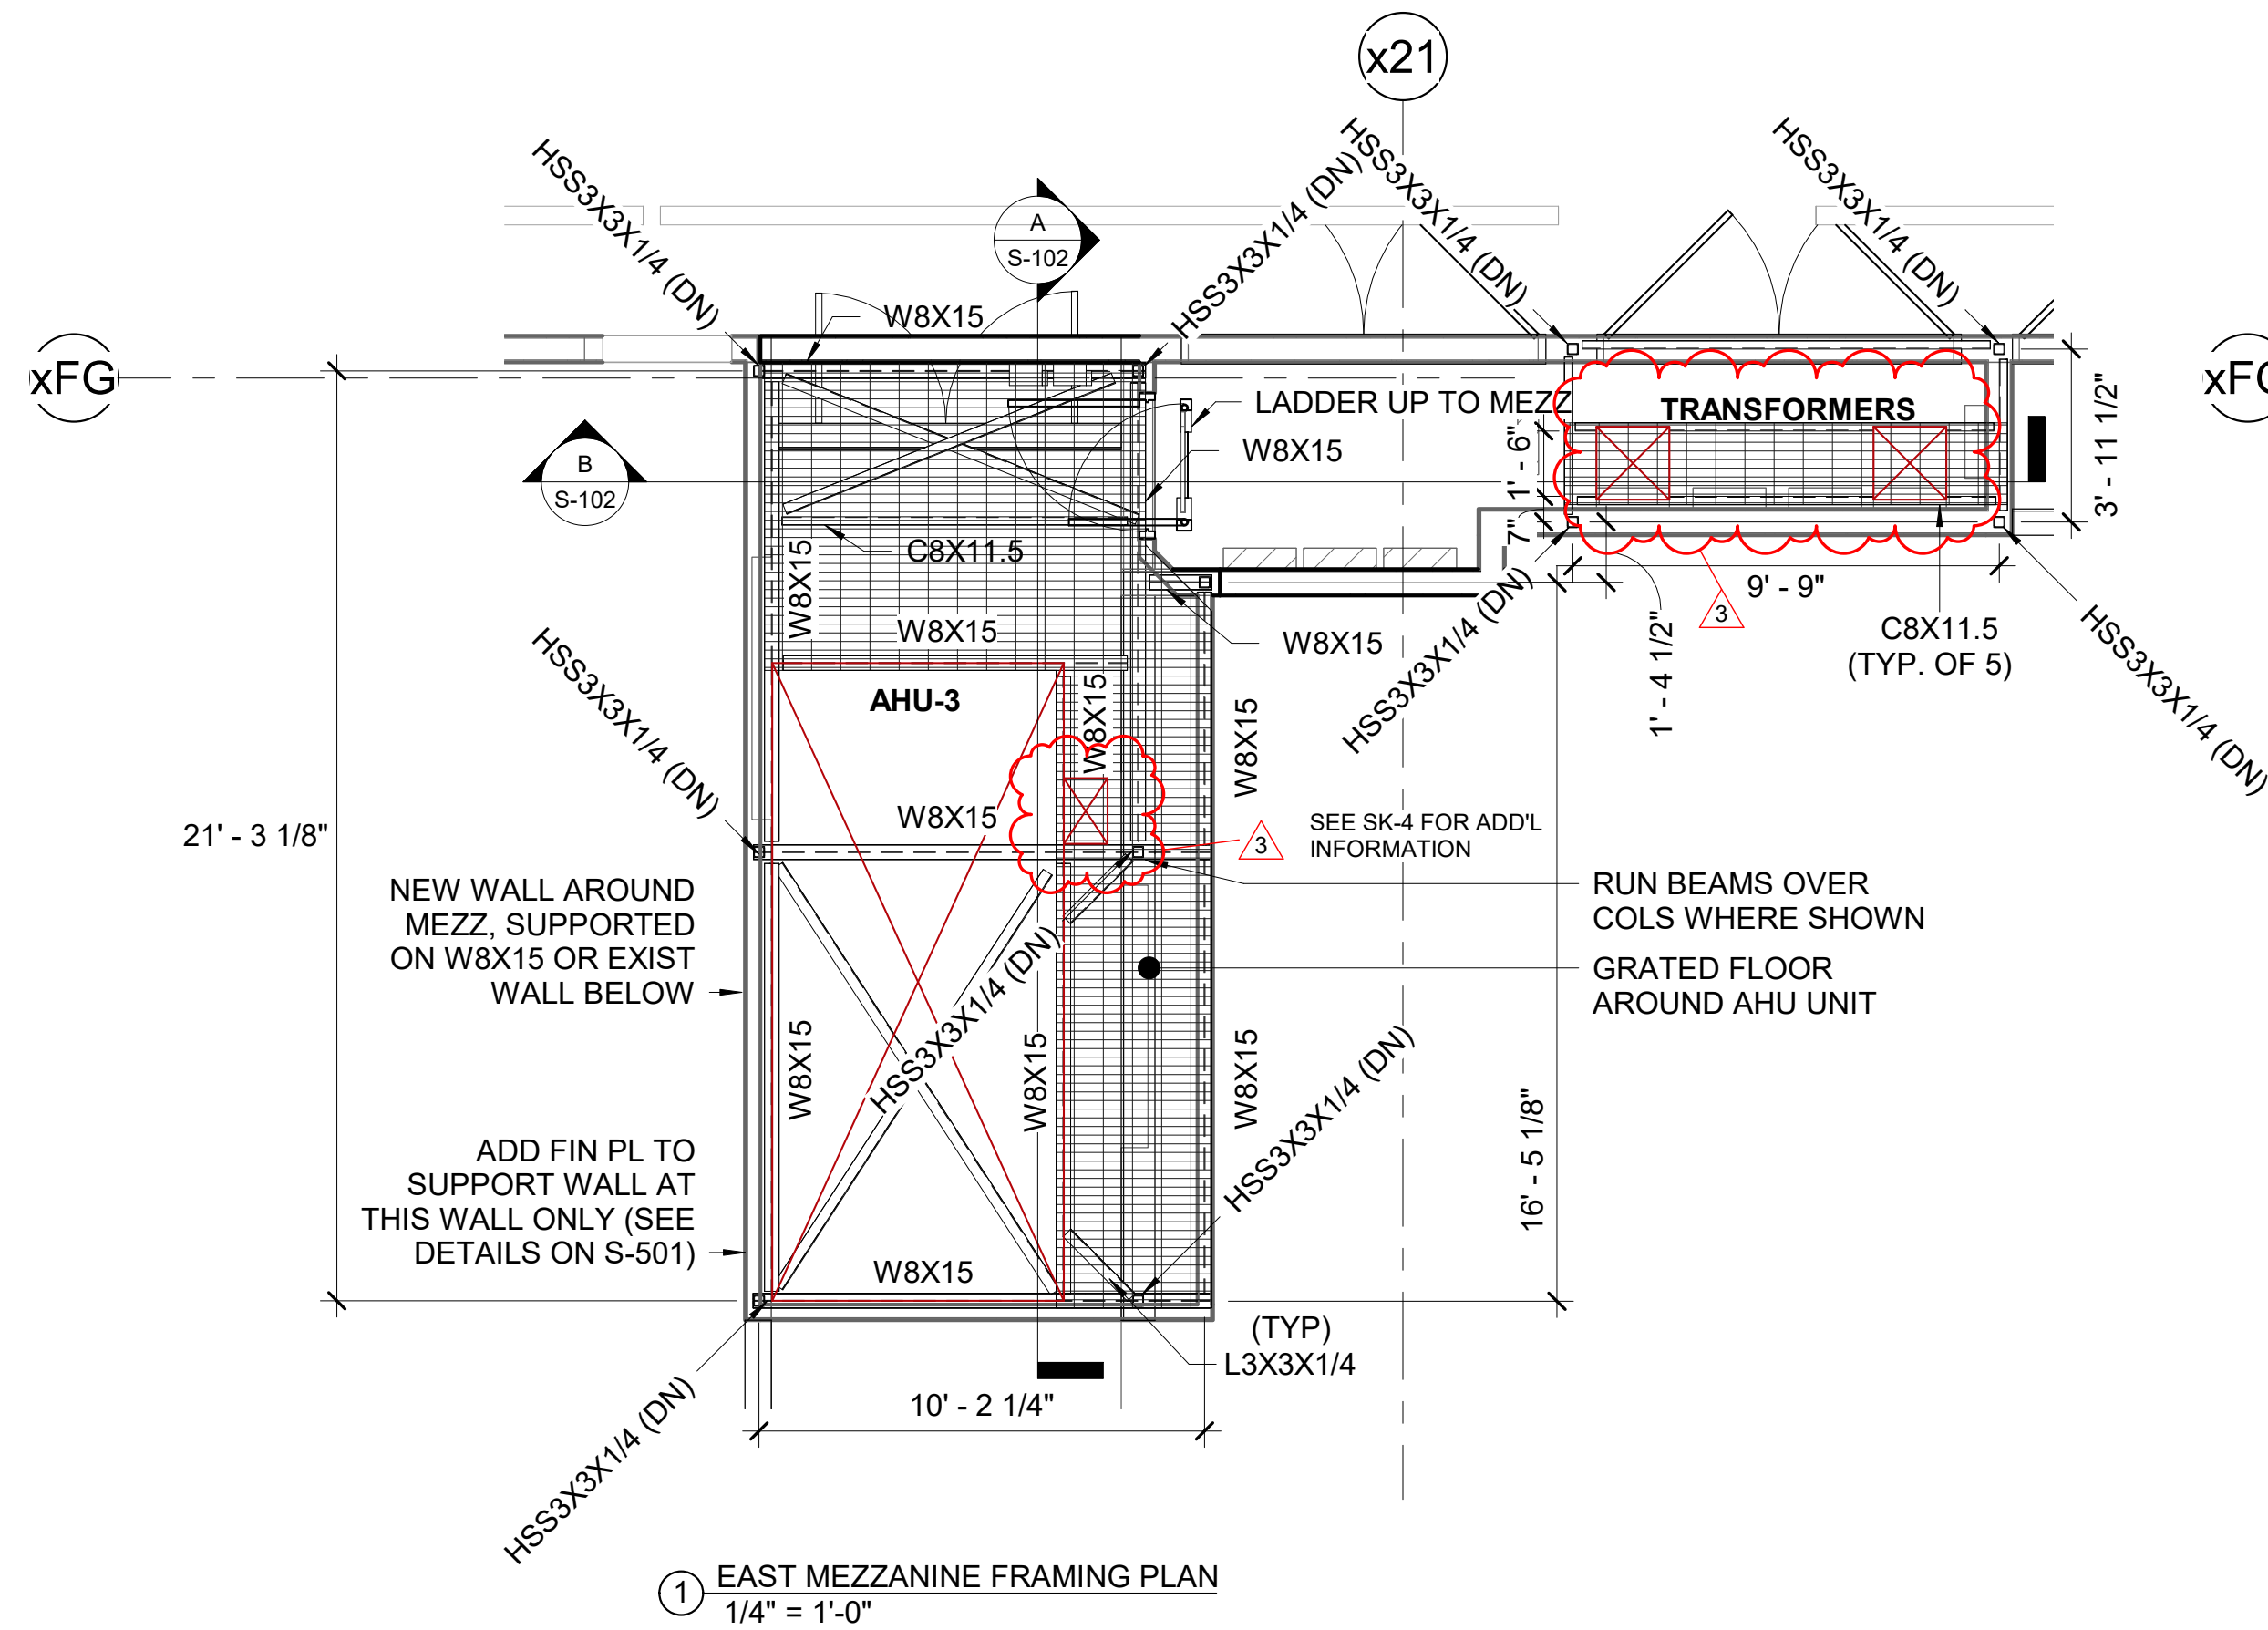 x21
HSS3X3X1/4 (DN)
HSS3X3X1/4 (DN)
HSS3X3X1/4 (DN)
HSS3X3X1/4 (DN)
A
S-102
W8X15
xFG
xFG
LADDER UP TO MEZZ
TRANSFORMERS
W8X15
1' - 6"
3' - 11 1/2"
B
S-102
C8X11.5
7"
W8X15
9' - 9"
3
W8X15
W8X15
C8X11.5
(TYP. OF 5)
1' - 4 1/2"
HSS3X3X1/4 (DN)
HSS3X3X1/4 (DN)
HSS3X3X1/4 (DN)
AHU-3
W8X15
W8X15
W8X15
21' - 3 1/8"
3
SEE SK-4 FOR ADD'L
INFORMATION
NEW WALL AROUND
MEZZ, SUPPORTED
ON W8X15 OR EXIST
WALL BELOW
RUN BEAMS OVER
COLS WHERE SHOWN
GRATED FLOOR
AROUND AHU UNIT
HSS3X3X1/4 (DN)
W8X15
W8X15
W8X15
HSS3X3X1/4 (DN)
16' - 5 1/8"
ADD FIN PL TO
SUPPORT WALL AT
THIS WALL ONLY (SEE
DETAILS ON S-501)
W8X15
(TYP)
L3X3X1/4
10' - 2 1/4"
HSS3X3X1/4 (DN)
1
EAST MEZZANINE FRAMING PLAN
1/4" = 1'-0"